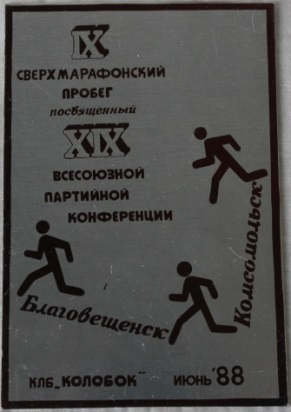 IX
СВЕРХМАРАФОНСКИЙ
ПРОБЕГ
посвященный
XIX
ВСЕСОЮЗНОЙ
ПАРТИЙНОЙ
КОНФЕРЕНЦИИ
Комсомольск
Благовещенск
КЛБ „КОЛОБОК" ИЮНЬ '88